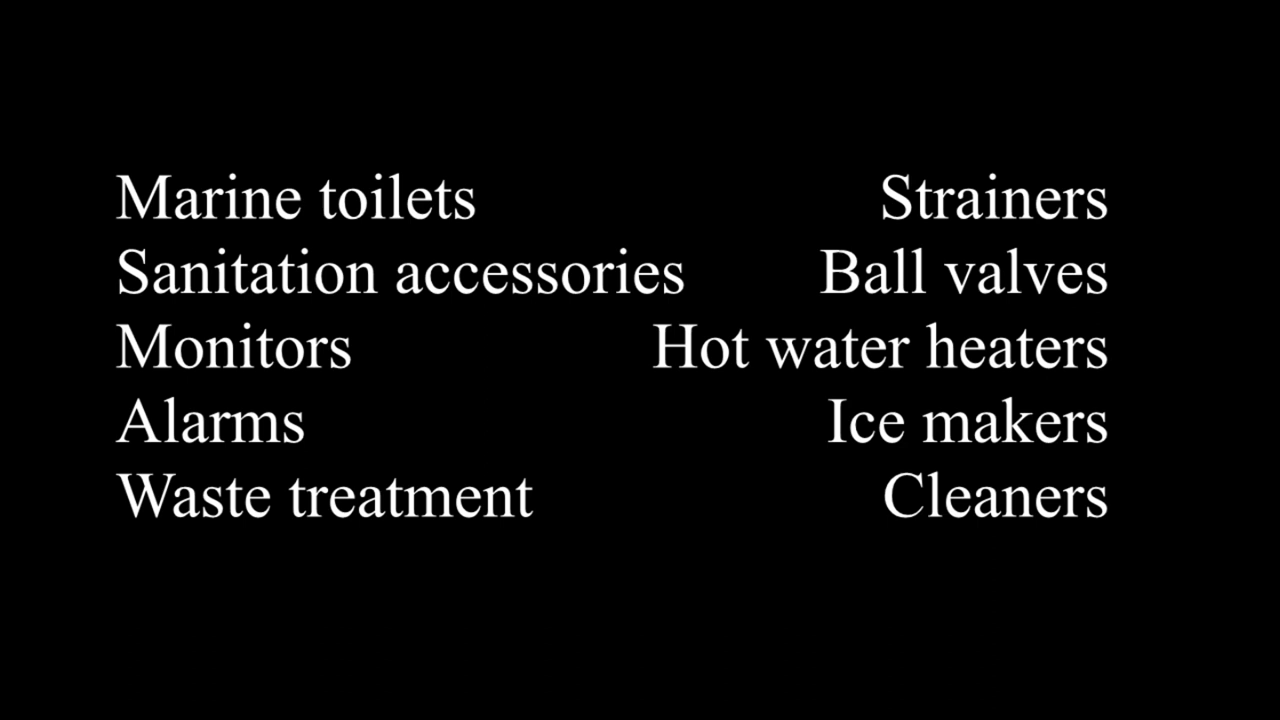 Marine toilets
Sanitation accessories
Monitors
Alarms
Waste treatment
Strainers
Ball valves
Hot water heaters
Ice makers
Cleaners